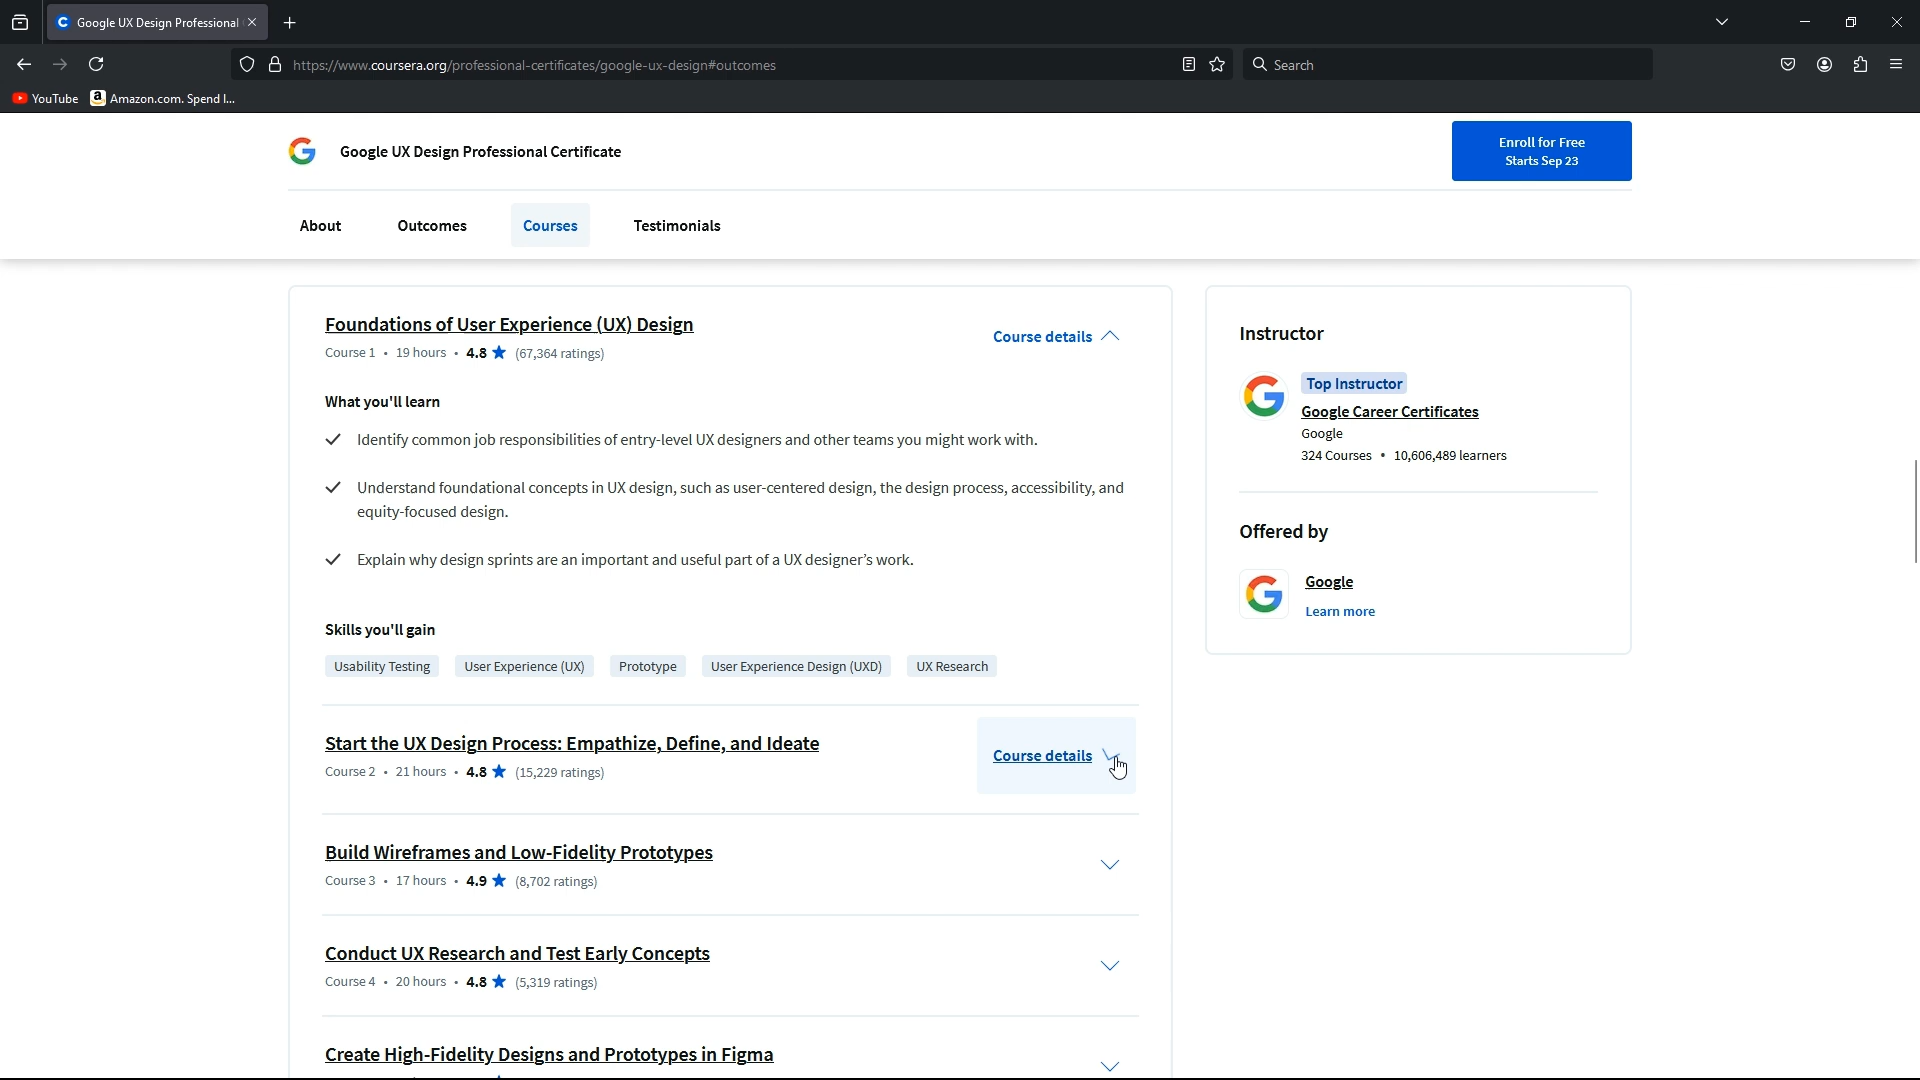 Google UX Design Professional
https://www.coursera.org/professional-certificates/google-ux-design#outcomes
Search
YouTube
Amazon.com. Spend l...
Google UX Design Professional Certificate
Enroll for Free
Starts Sep 23
About
Outcomes
Courses
Testimonials
Foundations of User Experience (UX) Design
Course 1 • 19 hours • 4.8 (67,364 ratings)
Course details
What you'll learn
Identify common job responsibilities of entry-level UX designers and other teams you might work with.
Understand foundational concepts in UX design, such as user-centered design, the design process, accessibility, and
equity-focused design.
Explain why design sprints are an important and useful part of a UX designer’s work.
Skills you'll gain
Usability Testing
User Experience (UX)
Prototype
User Experience Design (UXD)
UX Research
Start the UX Design Process: Empathize, Define, and Ideate
Course 2 • 21 hours • 4.8 (15,229 ratings)
Course details
Build Wireframes and Low-Fidelity Prototypes
Course 3 • 17 hours • 4.9 (8,702 ratings)
Conduct UX Research and Test Early Concepts
Course 4 • 20 hours • 4.8 (5,319 ratings)
Create High-Fidelity Designs and Prototypes in Figma
Instructor
Top Instructor
Google Career Certificates
Google
324 Courses • 10,606,489 learners
Offered by
Google
Learn more